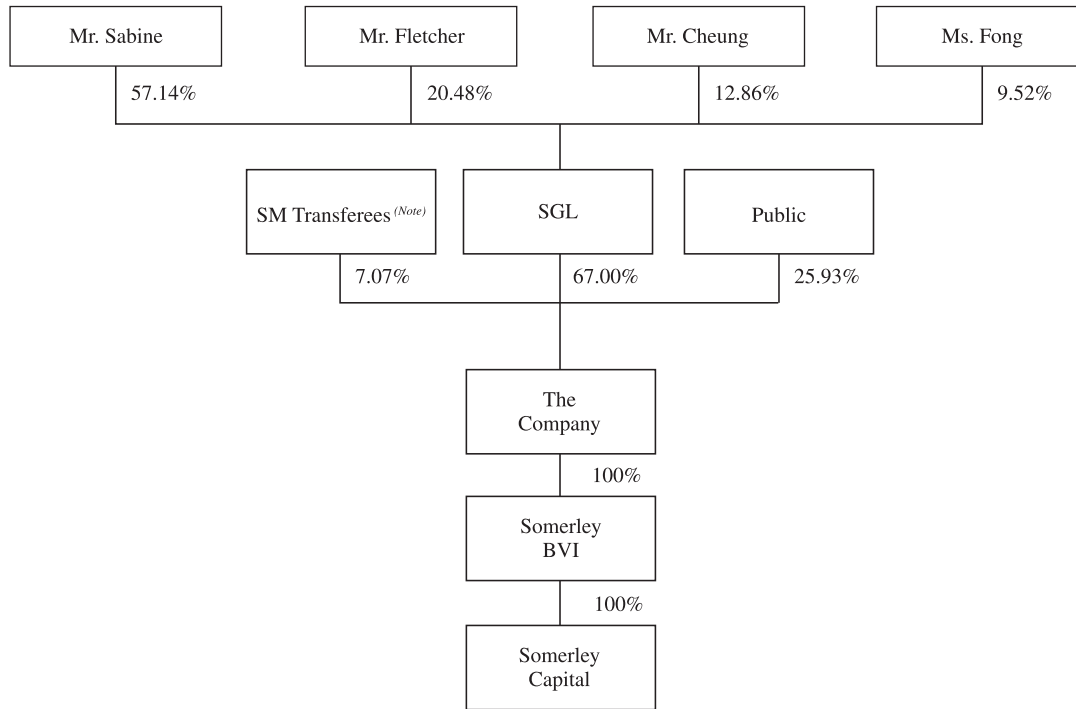 Mr. Sabine
Mr. Fletcher
Mr. Cheung
Ms. Fong
57.14%
20.48%
12.86%
9.52%
SM Transferees (Note)
SGL
Public
7.07%
67.00%
25.93%
The
Company
100%
Somerley
BVI
100%
Somerley
Capital